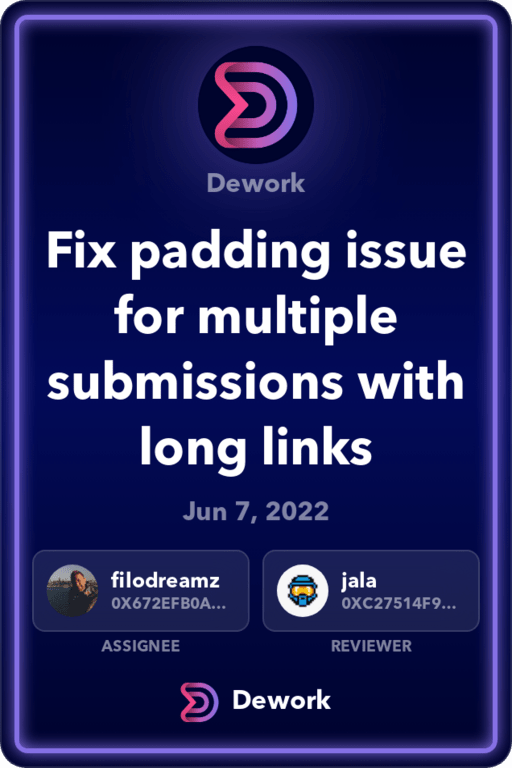 Dework
Fix padding issue
for multiple
submissions with
long links
Jun 7, 2022
filodreamz
0X672EFB0A...
ASSIGNEE
jala
0XC27514F9...
REVIEWER
Dework